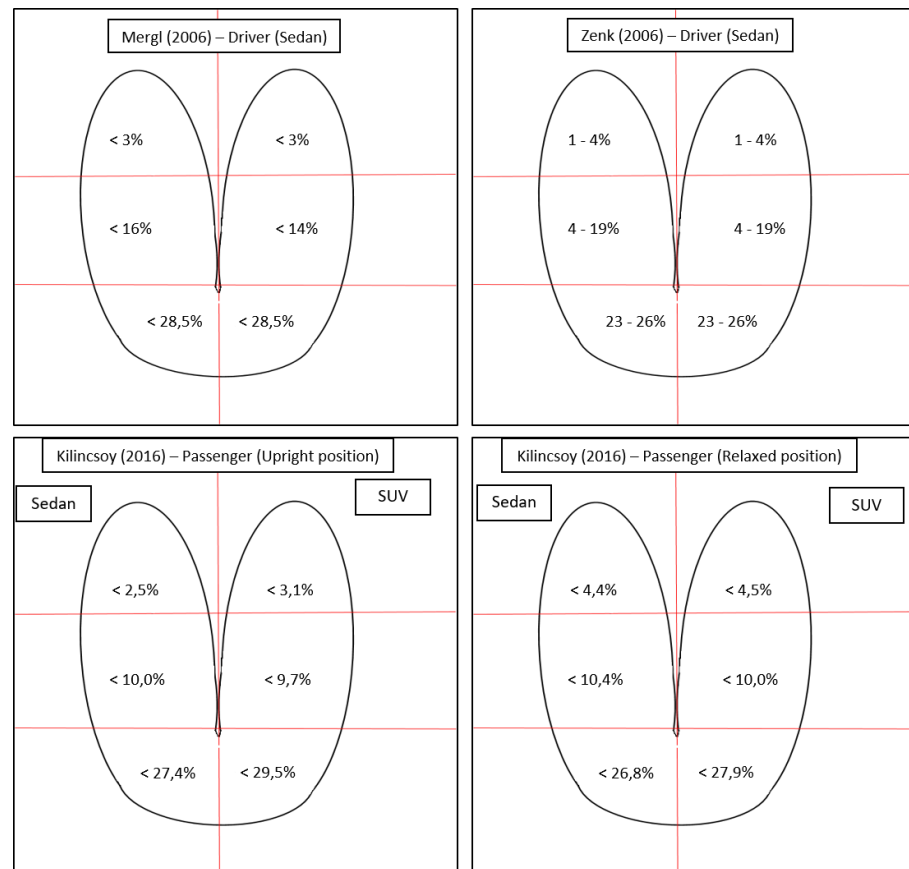 Mergl (2006) – Driver (Sedan)
< 3% < 3%
< 16% < 14%
< 28,5% < 28,5%
Zenk (2006) – Driver (Sedan)
1 - 4% 1 - 4%
4 - 19% 4 - 19%
23 - 26% 23 - 26%
Kilincsoy (2016) – Passenger (Upright position)
Sedan SUV
< 2,5% < 3,1%
< 10,0% < 9,7%
< 27,4% < 29,5%
Kilincsoy (2016) – Passenger (Relaxed position)
Sedan SUV
< 4,4% < 4,5%
< 10,4% < 10,0%
< 26,8% < 27,9%